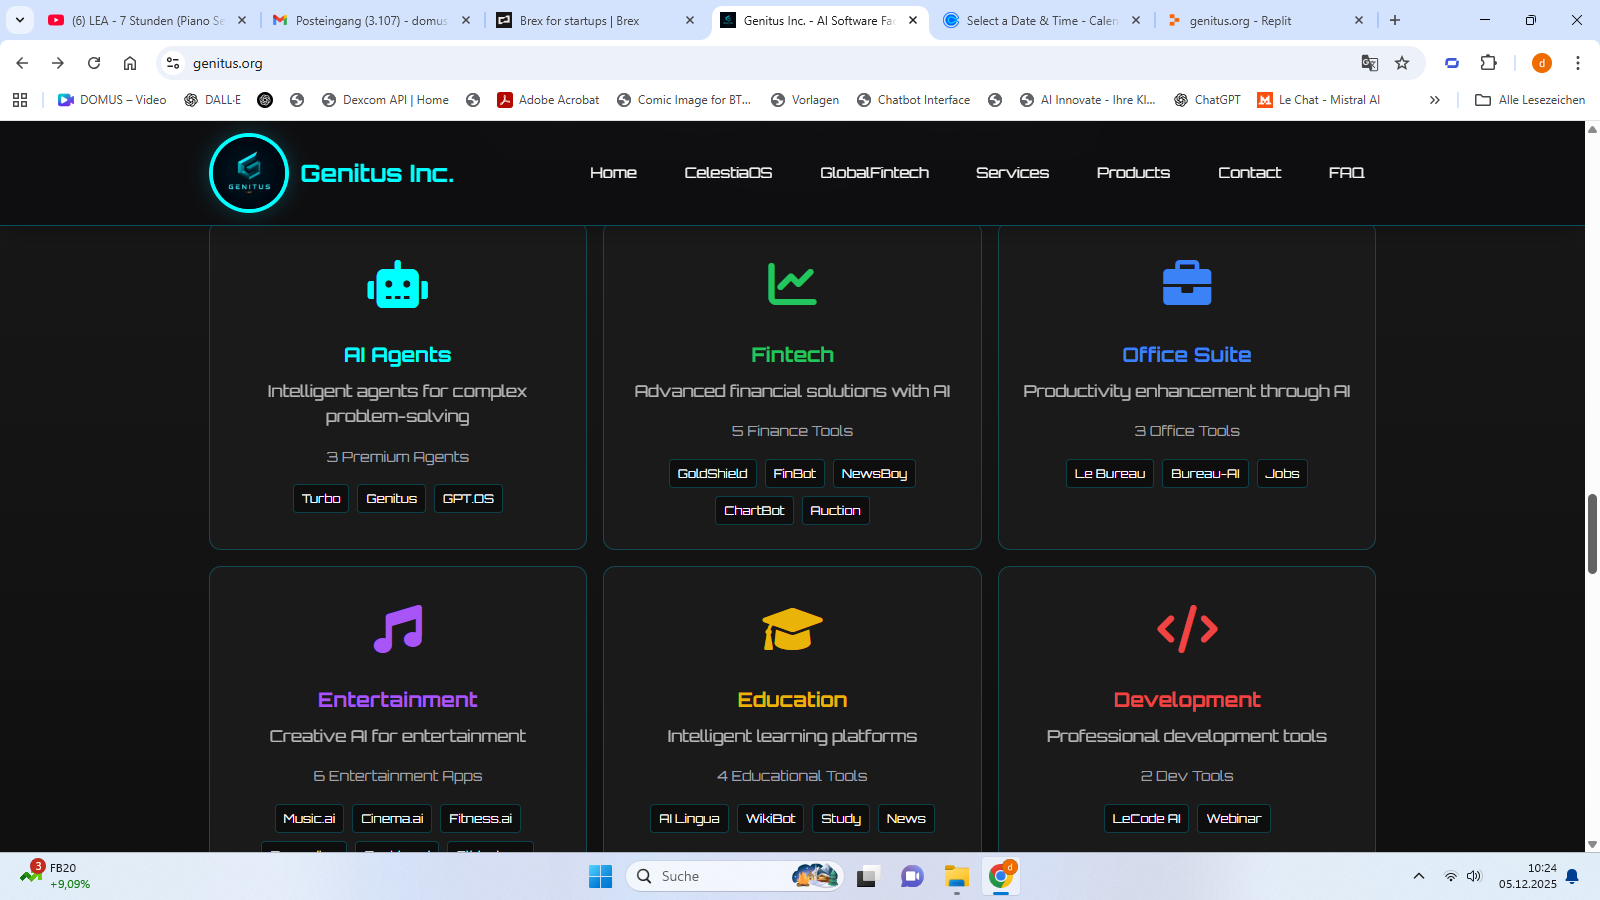 (6) LEA - 7 Stunden (Piano Se
Posteingang (3.107) - domus
Brex for startups | Brex
Genitus Inc. - AI Software Fac
Select a Date & Time - Calen
genitus.org - Replit
genitus.org
d
DOMUS – Video
DALL·E
Dexcom API | Home
Adobe Acrobat
Comic Image for BT...
Vorlagen
Chatbot Interface
AI Innovate - Ihre KI...
ChatGPT
Le Chat - Mistral AI
Alle Lesezeichen
GENITUS
Genitus Inc.
Home
CelestiaOS
GlobalFintech
Services
Products
Contact
FAQ
AI Agents
Intelligent agents for complex
problem-solving
3 Premium Agents
Turbo Genitus GPT.OS
Fintech
Advanced financial solutions with AI
5 Finance Tools
GoldShield FinBot NewsBoy
ChartBot Auction
Office Suite
Productivity enhancement through AI
3 Office Tools
Le Bureau Bureau-AI Jobs
Entertainment
Creative AI for entertainment
6 Entertainment Apps
Music.ai Cinema.ai Fitness.ai
Education
Intelligent learning platforms
4 Educational Tools
AI Lingua WikiBot Study News
Development
Professional development tools
2 Dev Tools
LeCode AI Webinar
3
FB20
+9,09%
Suche
d
10:24
05.12.2025